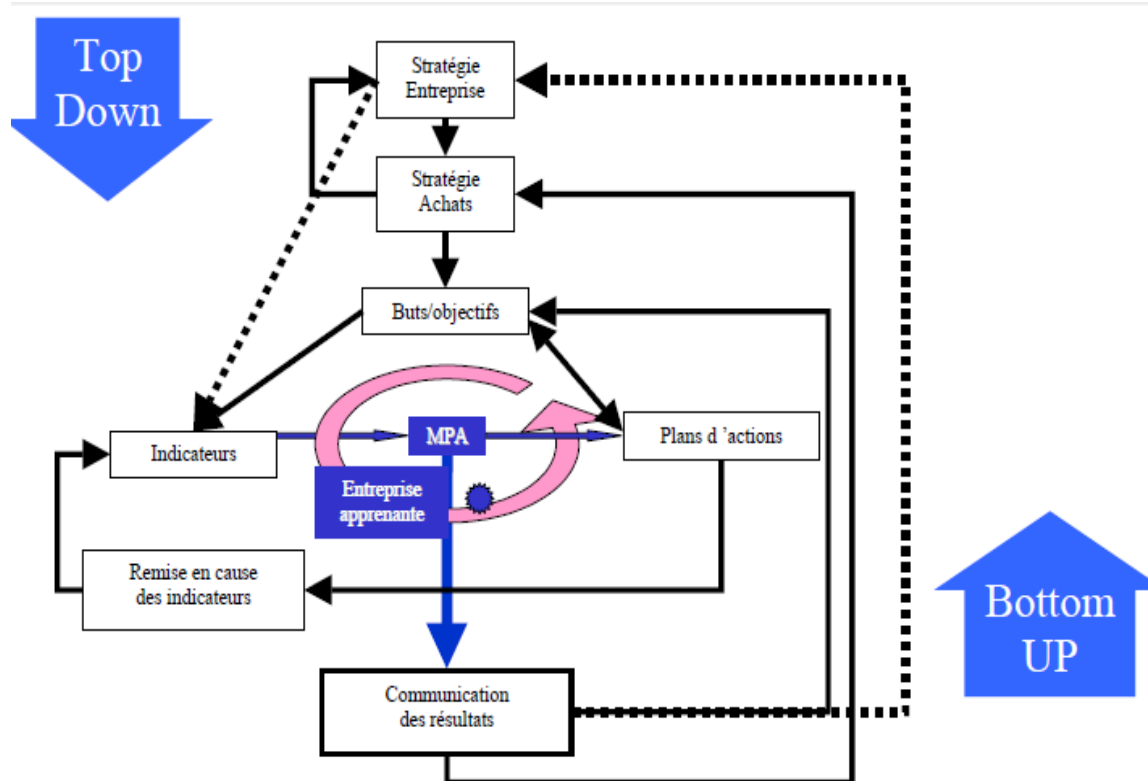 Top
Down
Stratégie
Entreprise
Stratégie
Achats
Buts/objectifs
Indicateurs
MPA
Plans d ’actions
Entreprise
apprenante
Remise en cause
des indicateurs
Bottom
UP
Communication
des résultats